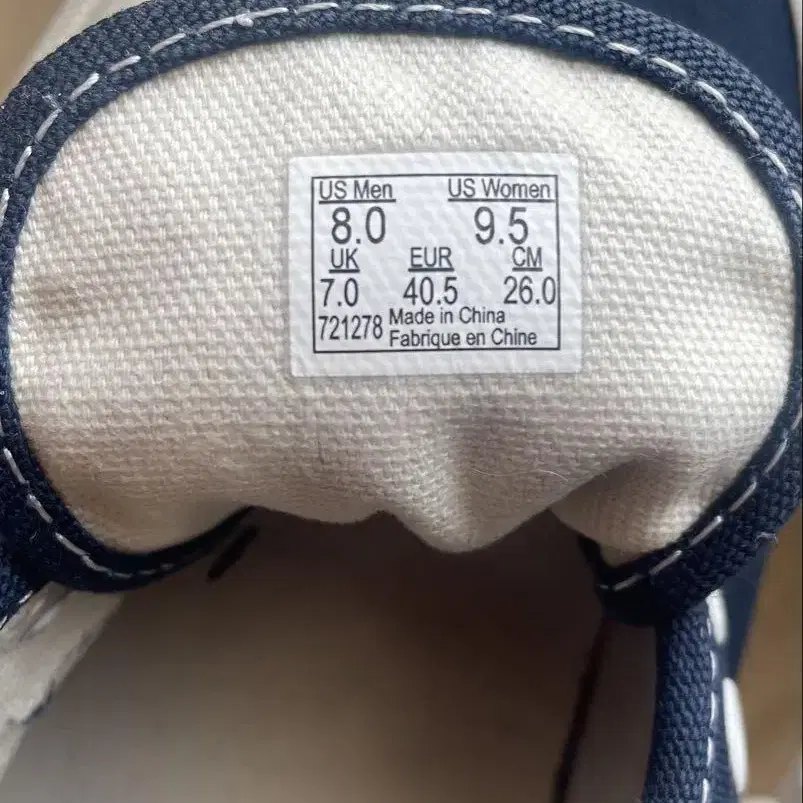 US Men US Women
8.0 9.5
UK EUR CM
7.0 40.5 26.0
721278 Made in China
Fabrique en Chine